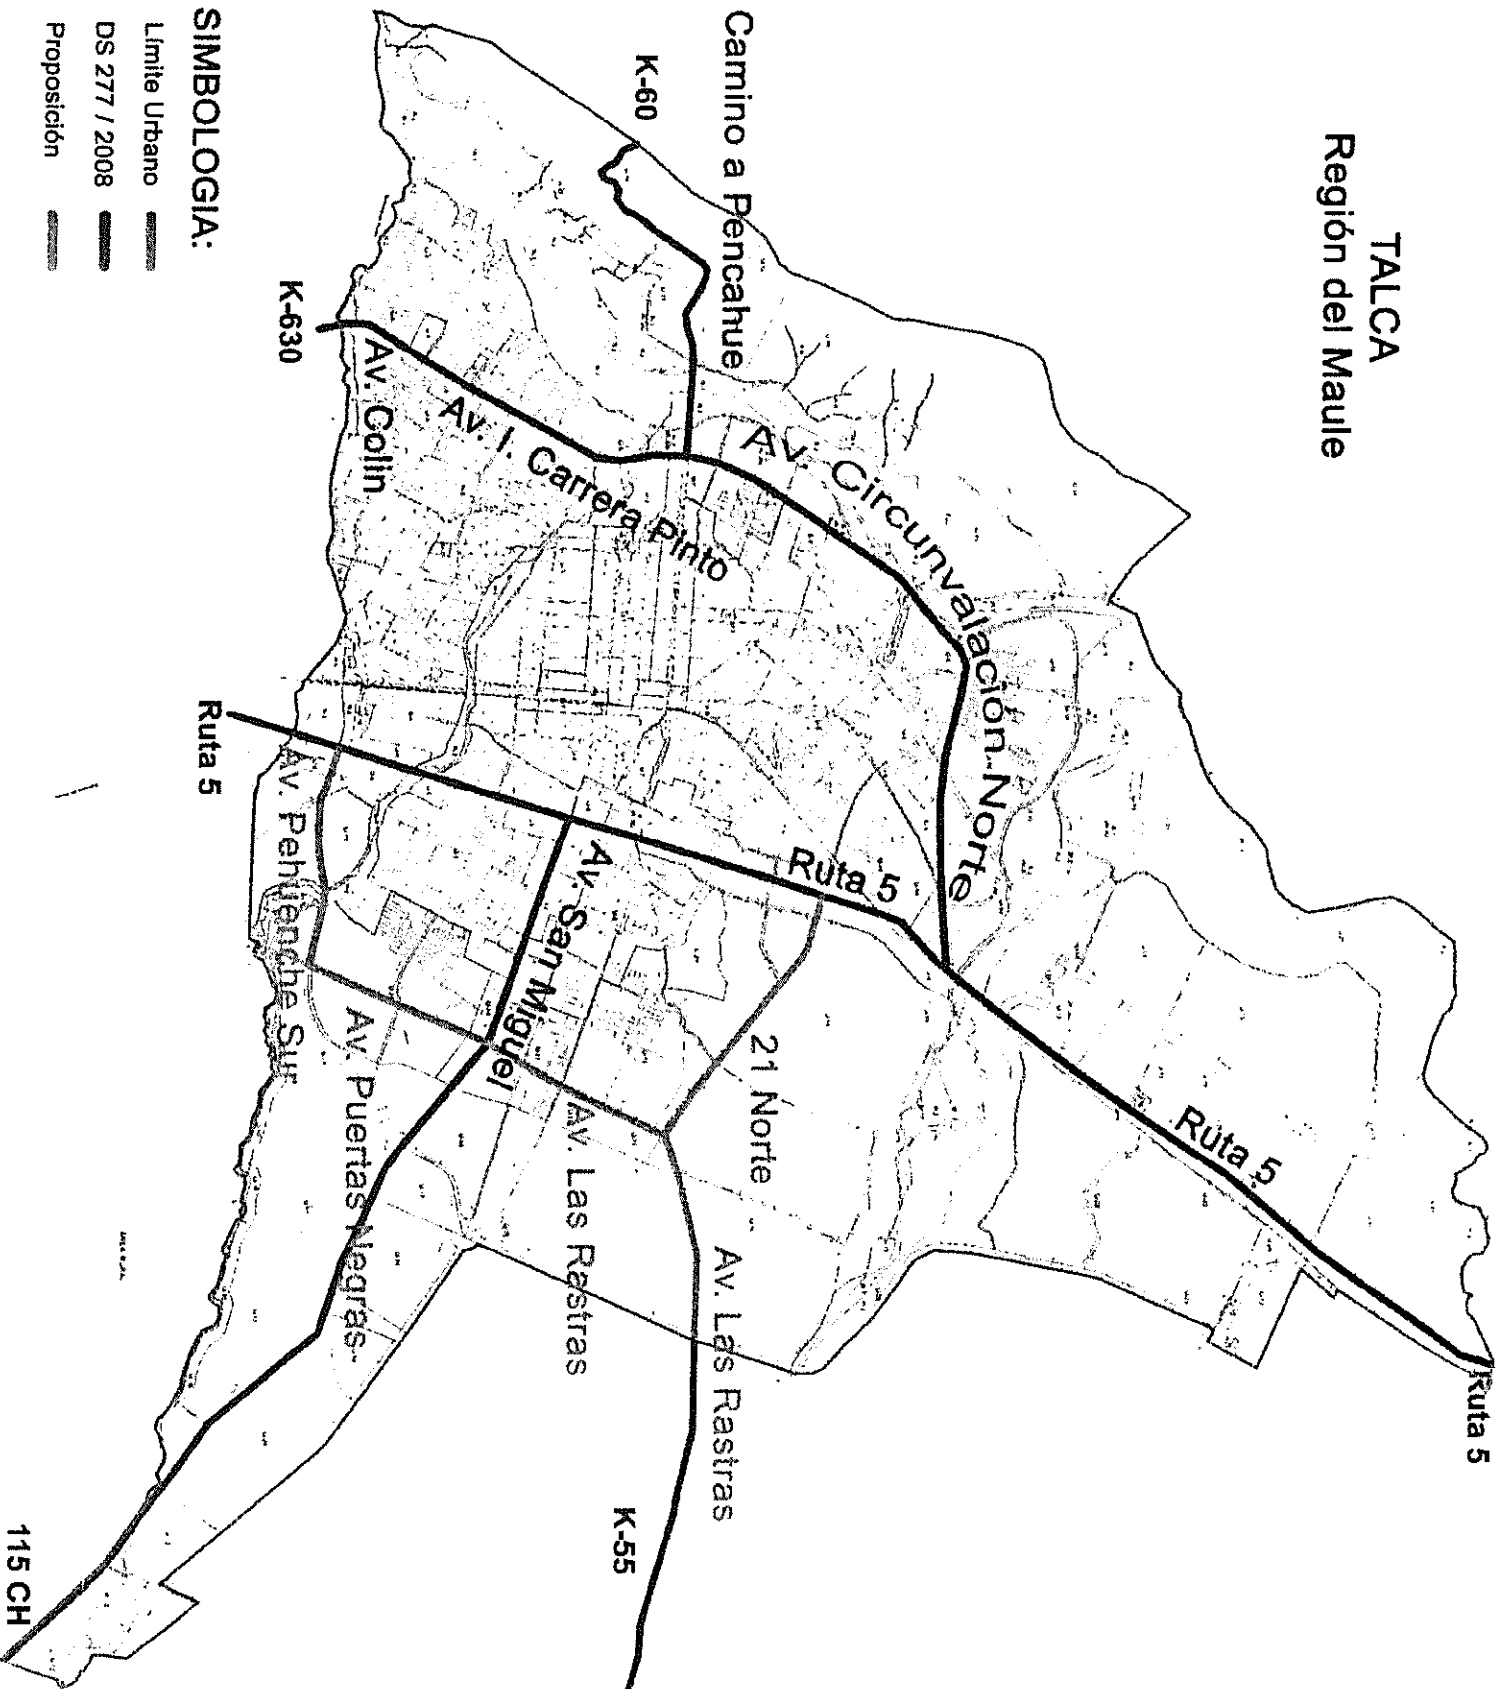 TALCA
Región del Maule
Camino a Pencahue
K-60
Av. Circunvalación Norte
Av. I. Carrera Pinto
Av. Colin
K-630
Ruta 5
Ruta 5
Ruta 5
Ruta 5
Av. San Miguel
21 Norte
Av. Pehuenche Sur
Av. Puertas Negras
Av. Las Rastras
Av. Las Rastras
K-55
115 CH
SIMBOLOGIA:
Límite Urbano
DS 277 / 2008
Proposición